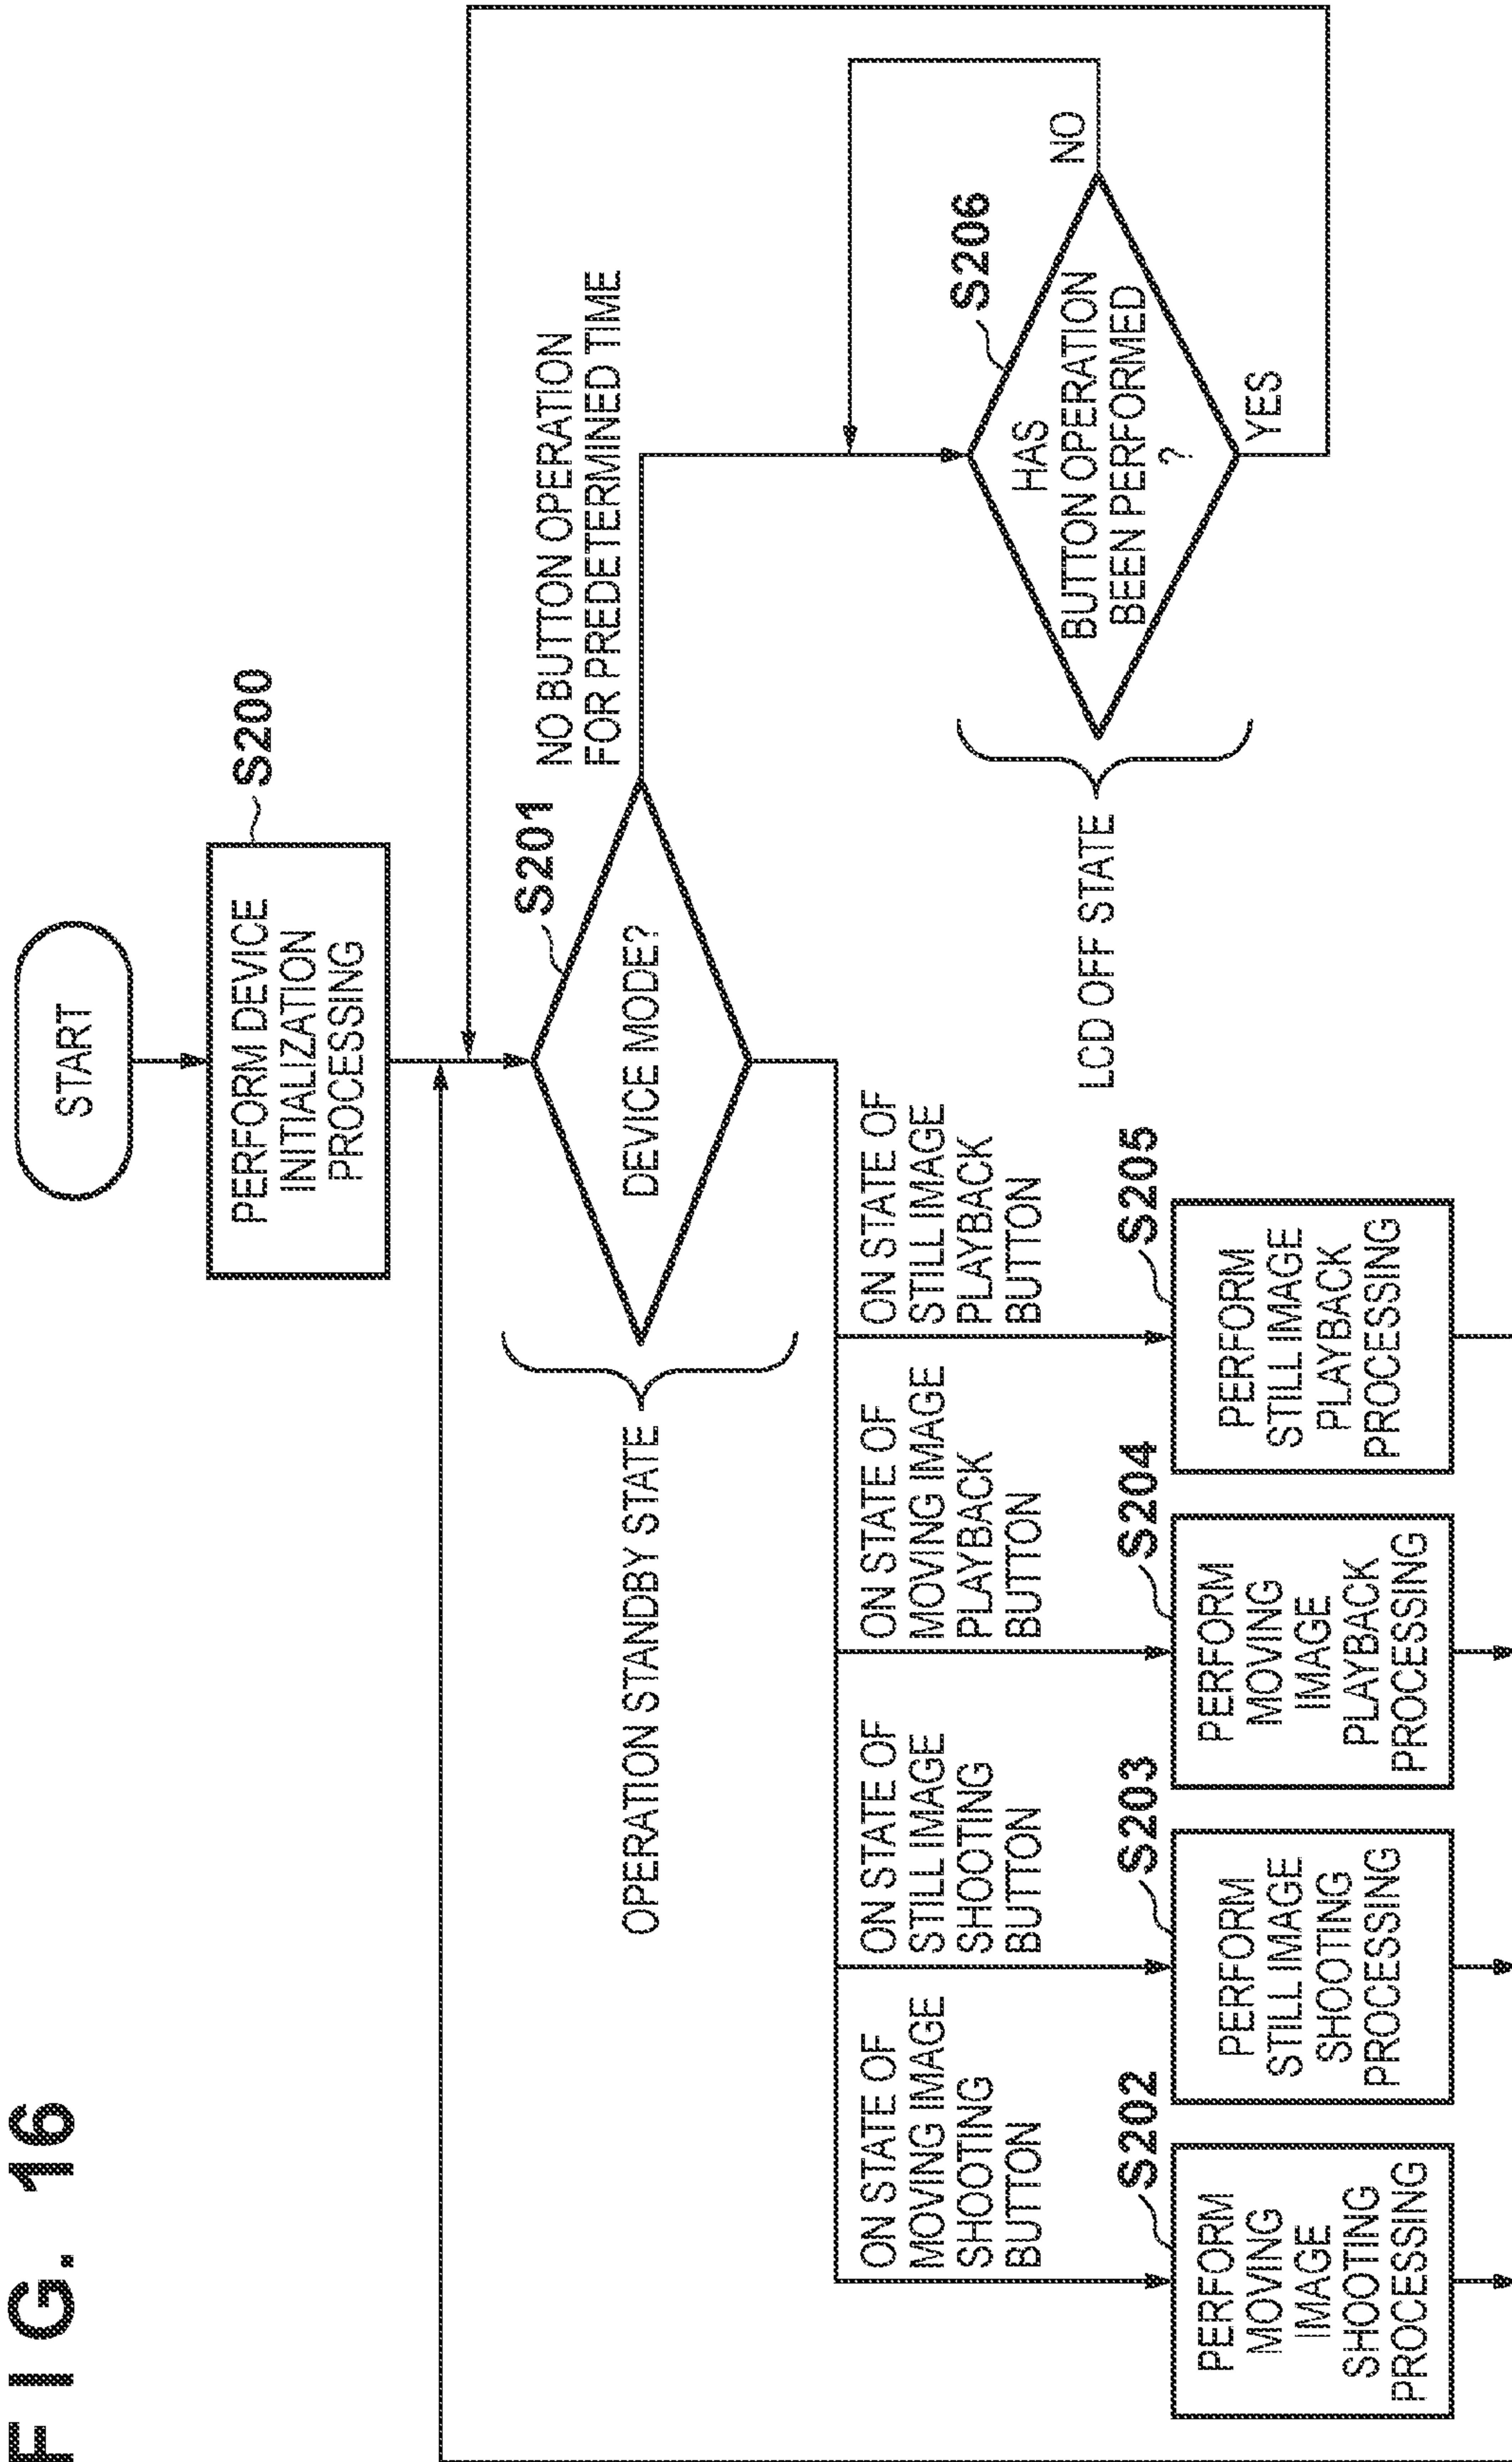 FIG. 16
START
PERFORM DEVICE
INITIALIZATION
PROCESSING
S200
DEVICE MODE?
S201
OPERATION STANDBY STATE
NO BUTTON OPERATION
FOR PREDETERMINED TIME
ON STATE OF
MOVING IMAGE
SHOOTING
BUTTON
ON STATE OF
STILL IMAGE
SHOOTING
BUTTON
ON STATE OF
MOVING IMAGE
PLAYBACK
BUTTON
ON STATE OF
STILL IMAGE
PLAYBACK
BUTTON
S202
PERFORM
MOVING
IMAGE
SHOOTING
PROCESSING
S203
PERFORM
STILL IMAGE
SHOOTING
PROCESSING
S204
PERFORM
MOVING
IMAGE
PLAYBACK
PROCESSING
S205
PERFORM
STILL IMAGE
PLAYBACK
PROCESSING
LCD OFF STATE
S206
HAS
BUTTON OPERATION
BEEN PERFORMED
?
NO
YES